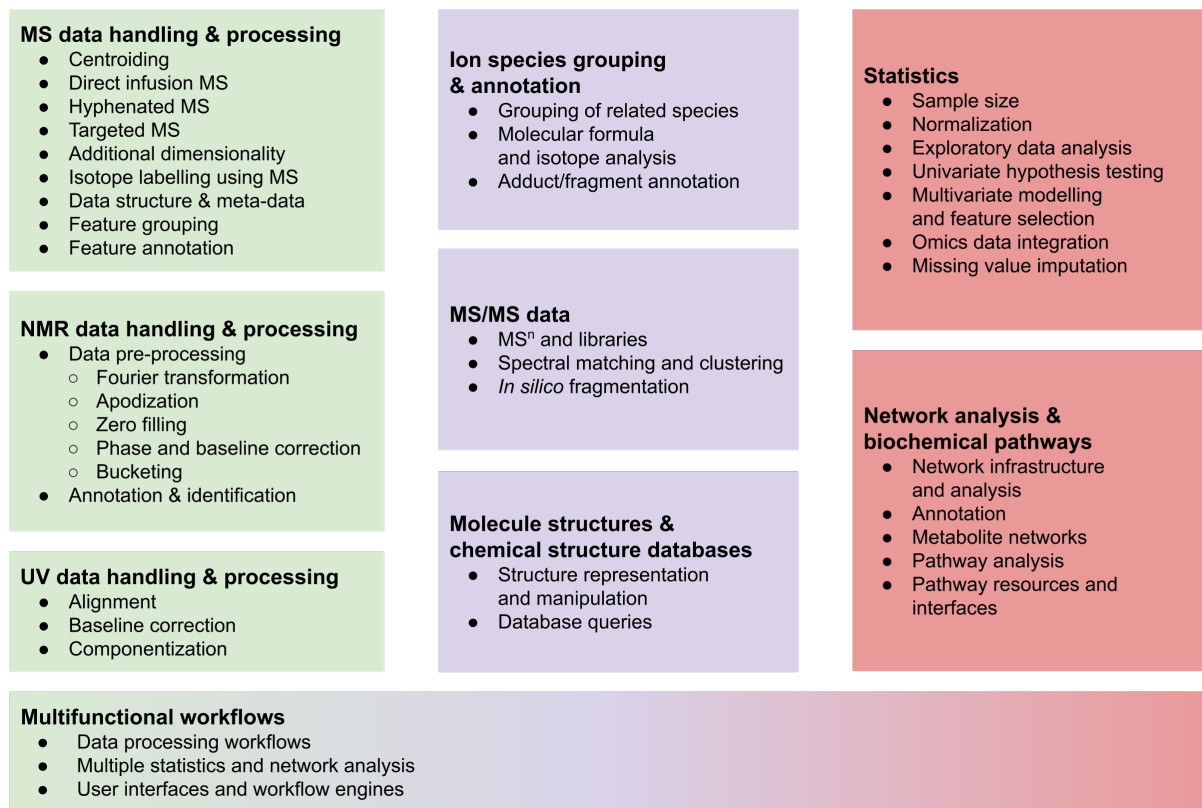 MS data handling & processing
● Centroiding
● Direct infusion MS
● Hyphenated MS
● Targeted MS
● Additional dimensionality
● Isotope labelling using MS
● Data structure & meta-data
● Feature grouping
● Feature annotation
NMR data handling & processing
● Data pre-processing
○ Fourier transformation
○ Apodization
○ Zero filling
○ Phase and baseline correction
○ Bucketing
● Annotation & identification
UV data handling & processing
● Alignment
● Baseline correction
● Componentization
Ion species grouping
& annotation
● Grouping of related species
● Molecular formula
and isotope analysis
● Adduct/fragment annotation
MS/MS data
● MSⁿ and libraries
● Spectral matching and clustering
● In silico fragmentation
Molecule structures &
chemical structure databases
● Structure representation
and manipulation
● Database queries
Statistics
● Sample size
● Normalization
● Exploratory data analysis
● Univariate hypothesis testing
● Multivariate modelling
and feature selection
● Omics data integration
● Missing value imputation
Network analysis &
biochemical pathways
● Network infrastructure
and analysis
● Annotation
● Metabolite networks
● Pathway analysis
● Pathway resources and
interfaces
Multifunctional workflows
● Data processing workflows
● Multiple statistics and network analysis
● User interfaces and workflow engines